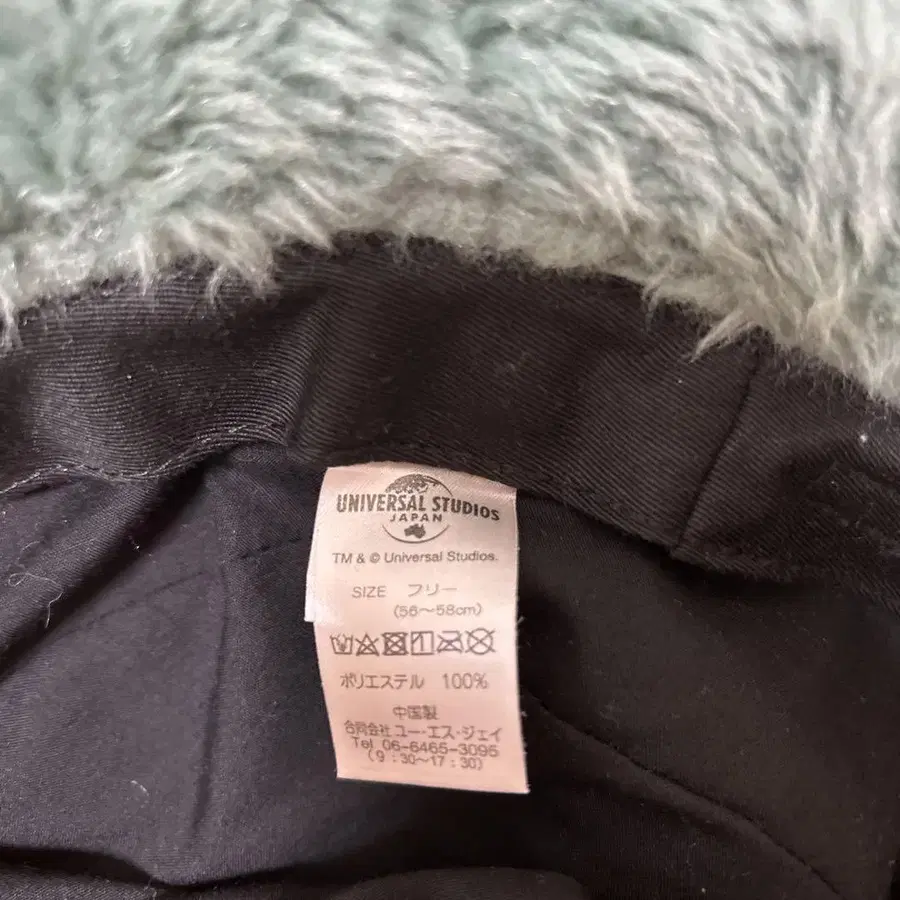 UNIVERSAL STUDIOS
JAPAN
TM & © Universal Studios.
SIZE フリー
(56～58cm)
ポリエステル 100%
中国製
合同会社 ユー・エス・ジェイ
Tel 06-6465-3095
(9：30～17：30)